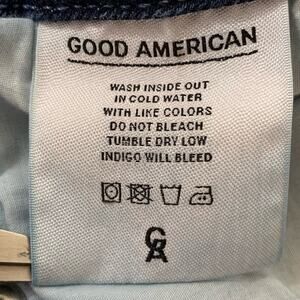 GOOD AMERICAN
WASH INSIDE OUT
IN COLD WATER
WITH LIKE COLORS
DO NOT BLEACH
TUMBLE DRY LOW
INDIGO WILL BLEED
GA